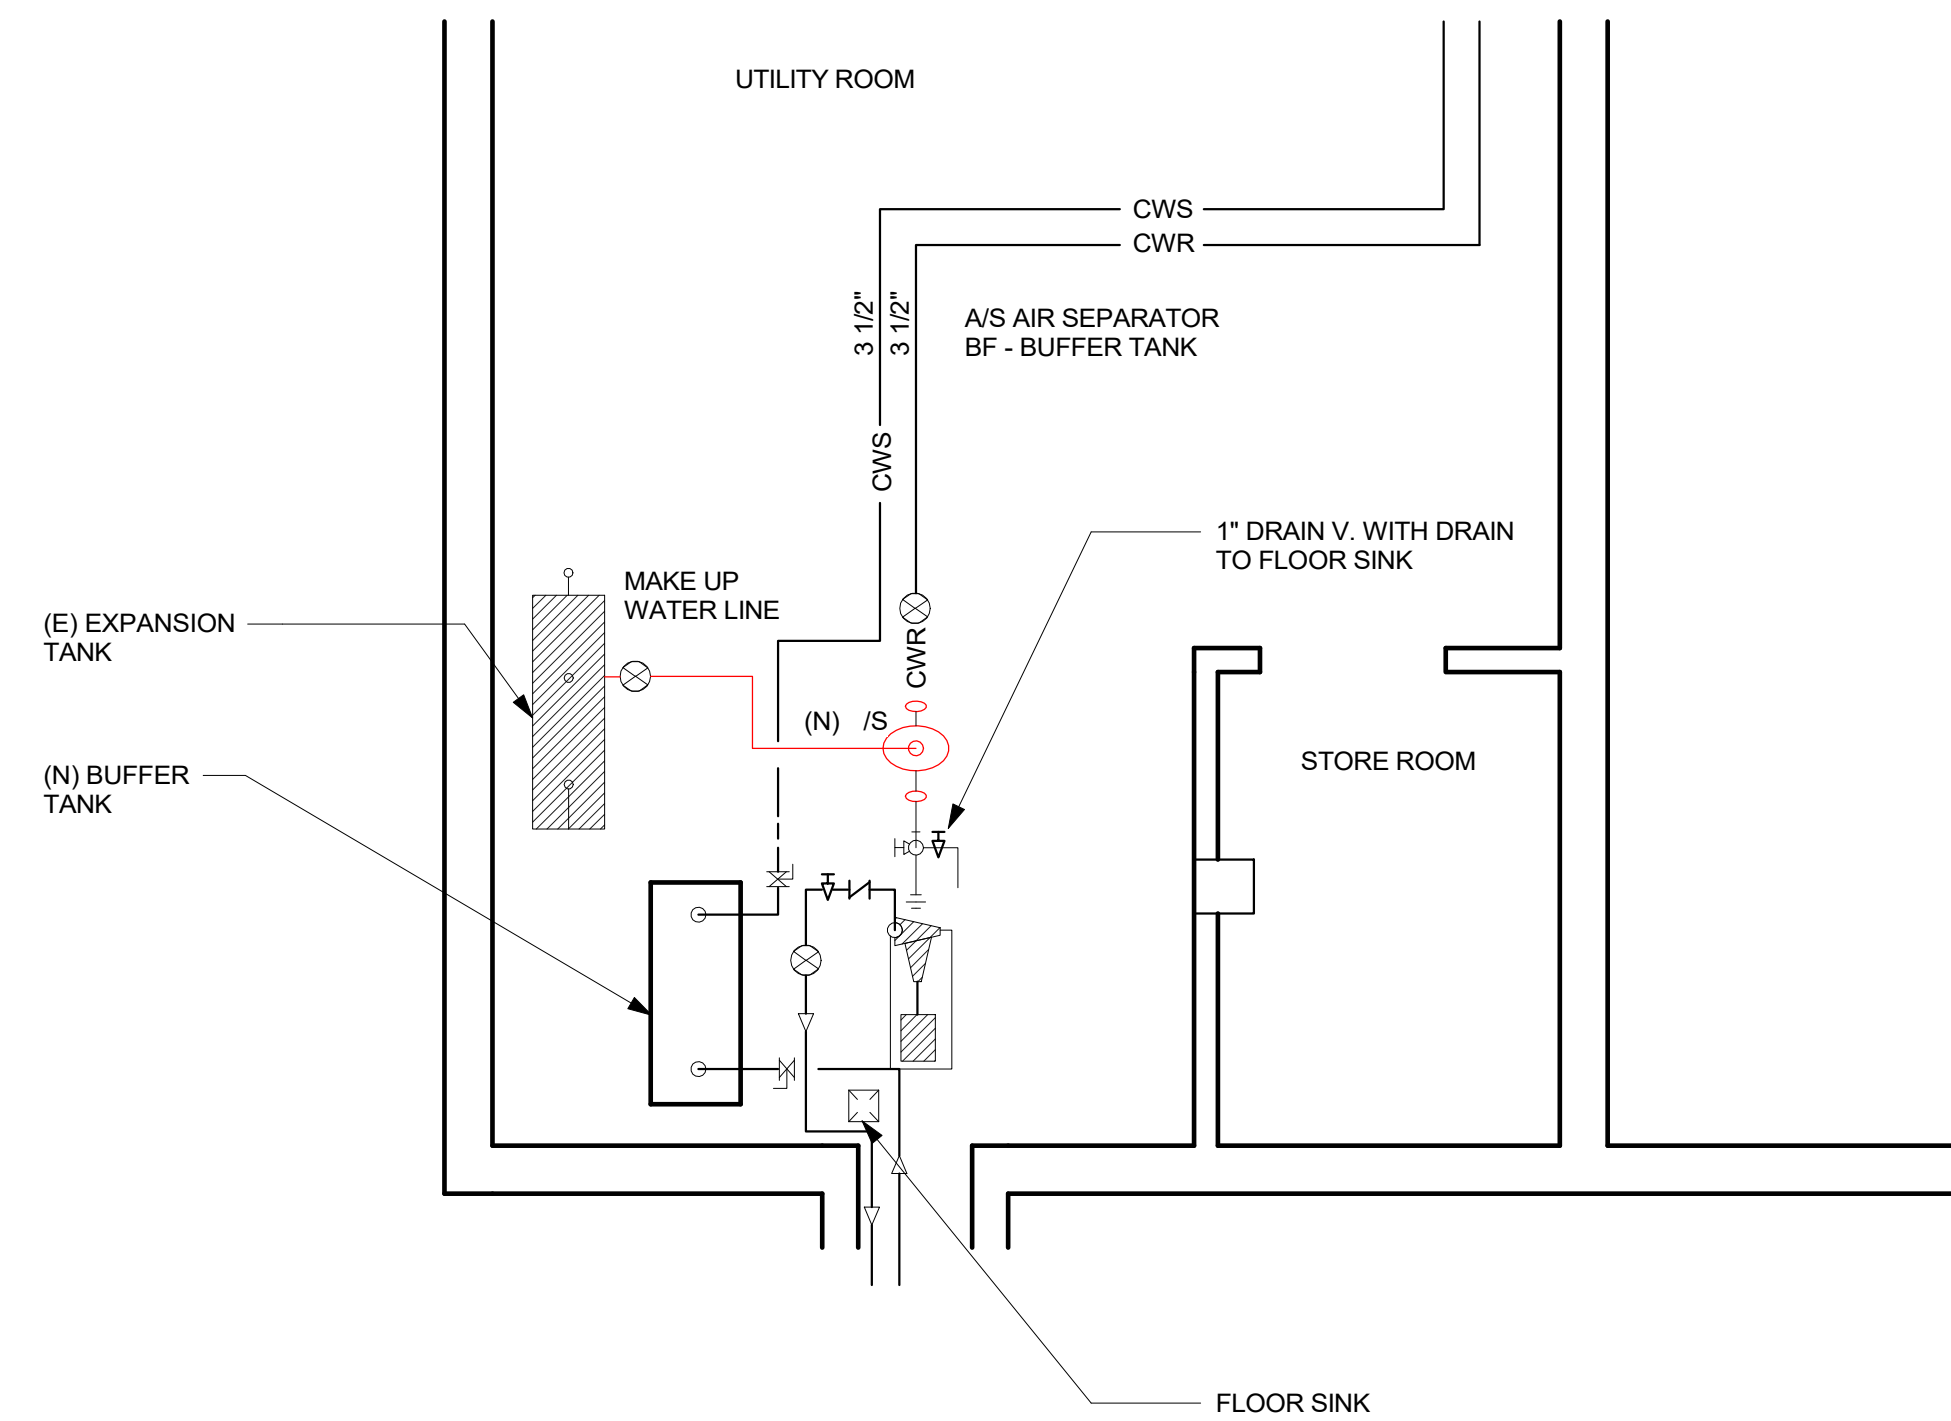 UTILITY ROOM
CWS
CWR
3 1/2"
3 1/2"
A/S AIR SEPARATOR
BF - BUFFER TANK
CWS
1" DRAIN V. WITH DRAIN
TO FLOOR SINK
MAKE UP
WATER LINE
(E) EXPANSION
TANK
CWR
(N) /S
STORE ROOM
(N) BUFFER
TANK
FLOOR SINK